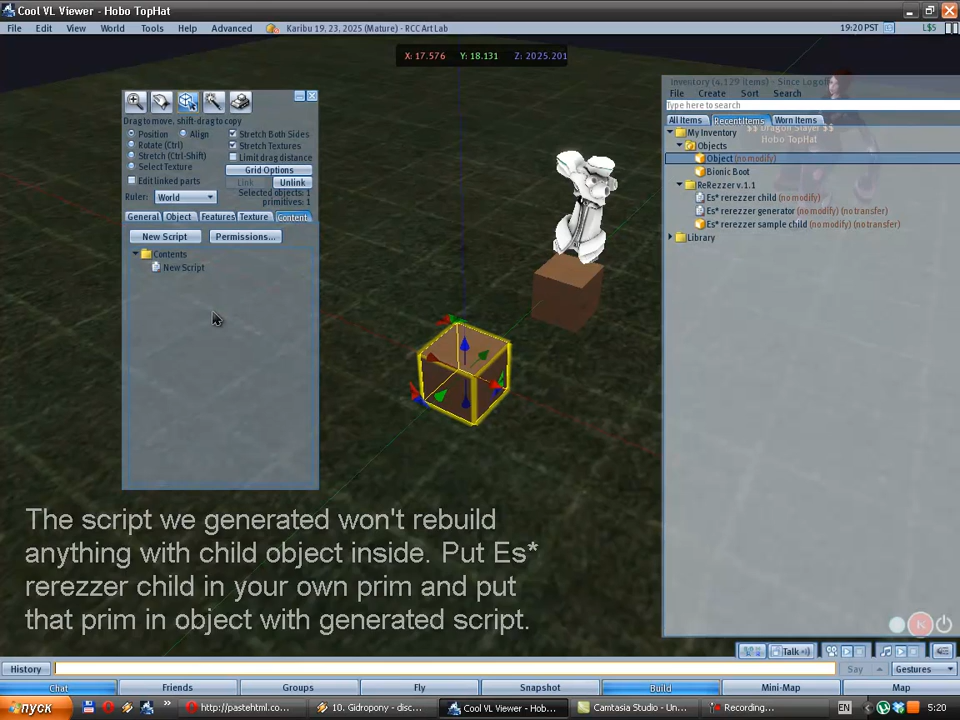 Cool VL Viewer - Hobo TopHat
File Edit View World Tools Help Advanced Karibu 19, 23, 2025 (Mature) - RCC Art Lab 19:20 PST L$5
X: 17.576 Y: 18.131 Z: 2025.201
Drag to move, shift-drag to copy
Position Align Stretch Both Sides
Rotate (Ctrl) Stretch Textures
Stretch (Ctrl-Shift) Limit drag distance
Select Texture Grid Options
Edit linked parts Link Unlink
Ruler: World Selected objects: 1
primitives: 1
General Object Features Texture Content
New Script Permissions...
Contents
New Script
Inventory (4,129 Items) - Since Logoff
File Create Sort Search
Type here to search
All Items Recent Items Worn Items
$$ Dragon Slayer $$
Hobo TopHat
My Inventory
Objects
Object (no modify)
Bionic Boot
ReRezzer v.1.1
Es* rerezzer child (no modify)
Es* rerezzer generator (no modify) (no transfer)
Es* rerezzer sample child (no modify) (no transfer)
Library
The script we generated won't rebuild
anything with child object inside. Put Es*
rerezzer child in your own prim and put
that prim in object with generated script.
Talk
History Say Gestures
Chat Friends Groups Fly Snapshot Build Mini-Map Map
пуск http://pastehtml.co... 10. Gidropony - disc... Cool VL Viewer - Hob... Camtasia Studio - Un... Recording... EN 5:20